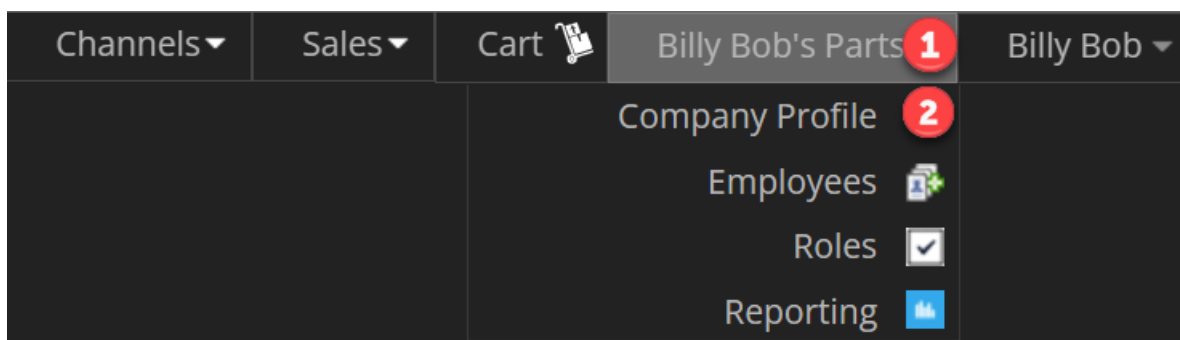 Channels Sales Cart Billy Bob's Parts 1 Billy Bob
Company Profile 2
Employees
Roles
Reporting